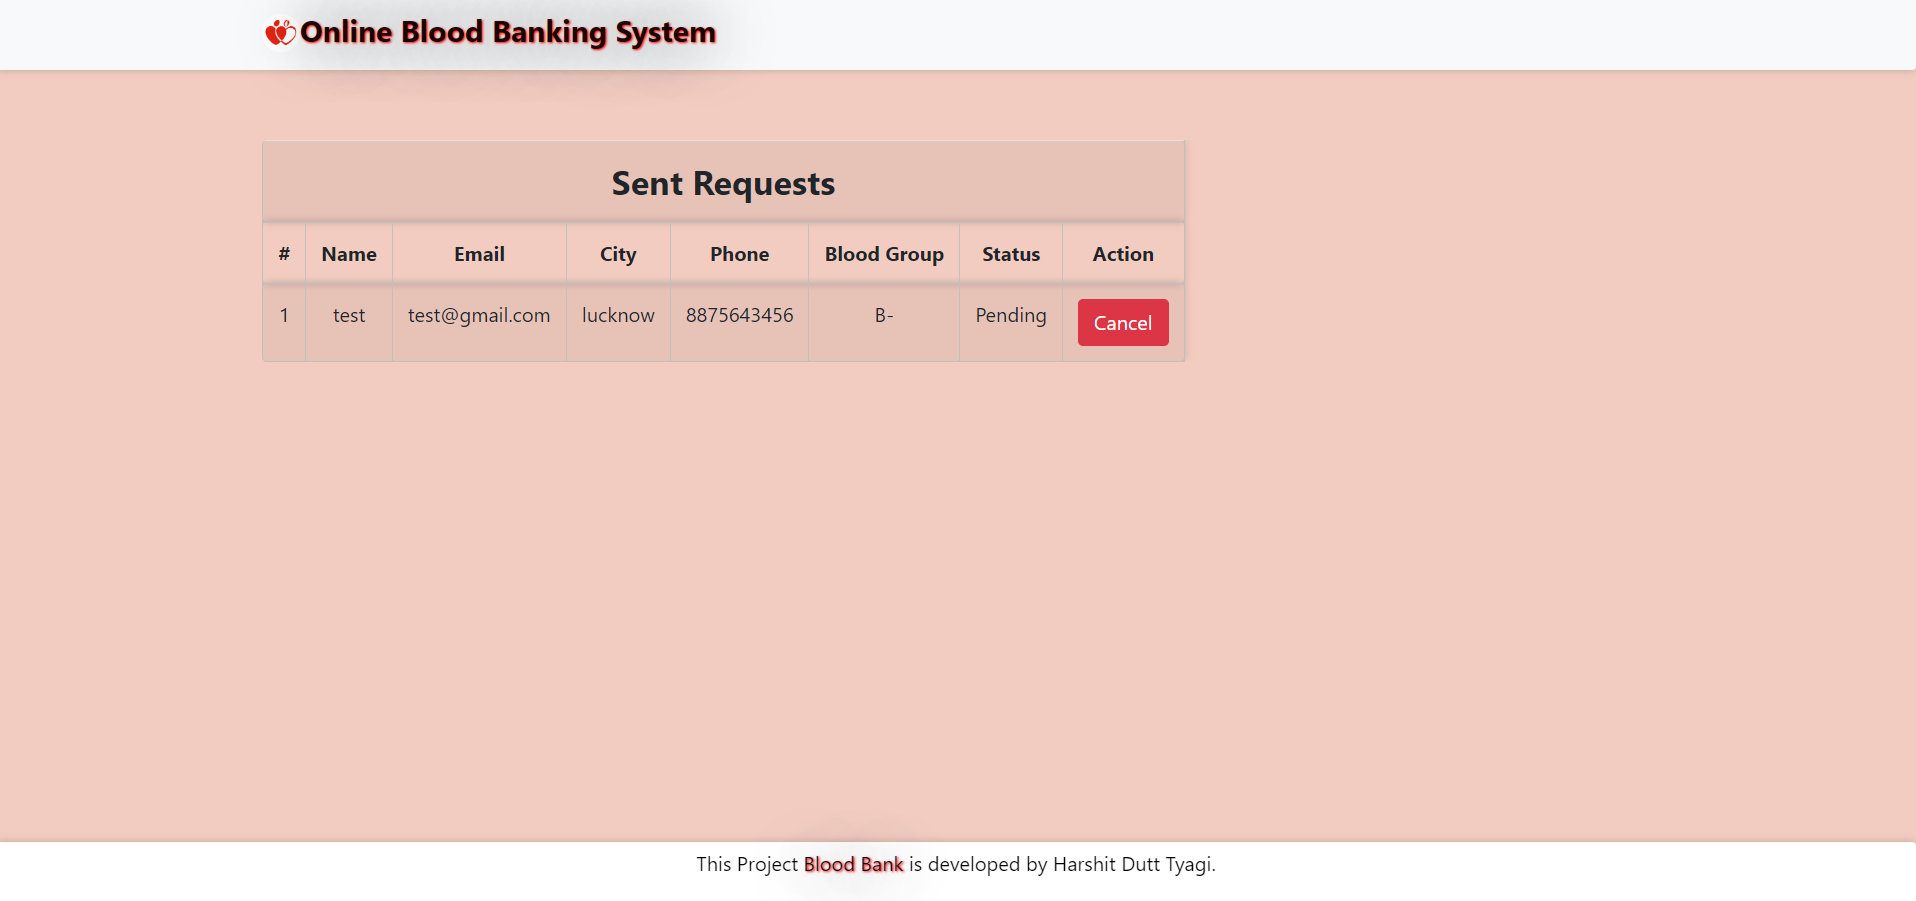 Online Blood Banking System
Sent Requests
# Name Email City Phone Blood Group Status Action
1 test test@gmail.com lucknow 8875643456 B- Pending Cancel
This Project Blood Bank is developed by Harshit Dutt Tyagi.